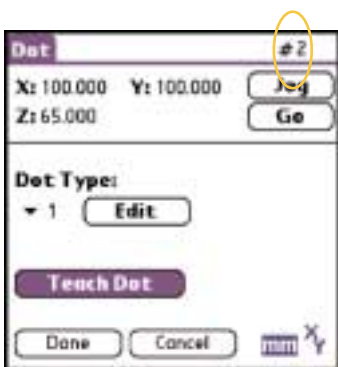 Dot #2
X: 100.000 Y: 100.000 Jog
Z: 65.000 Go
Dot Type:
1 Edit
Teach Dot
Done Cancel mm X Y